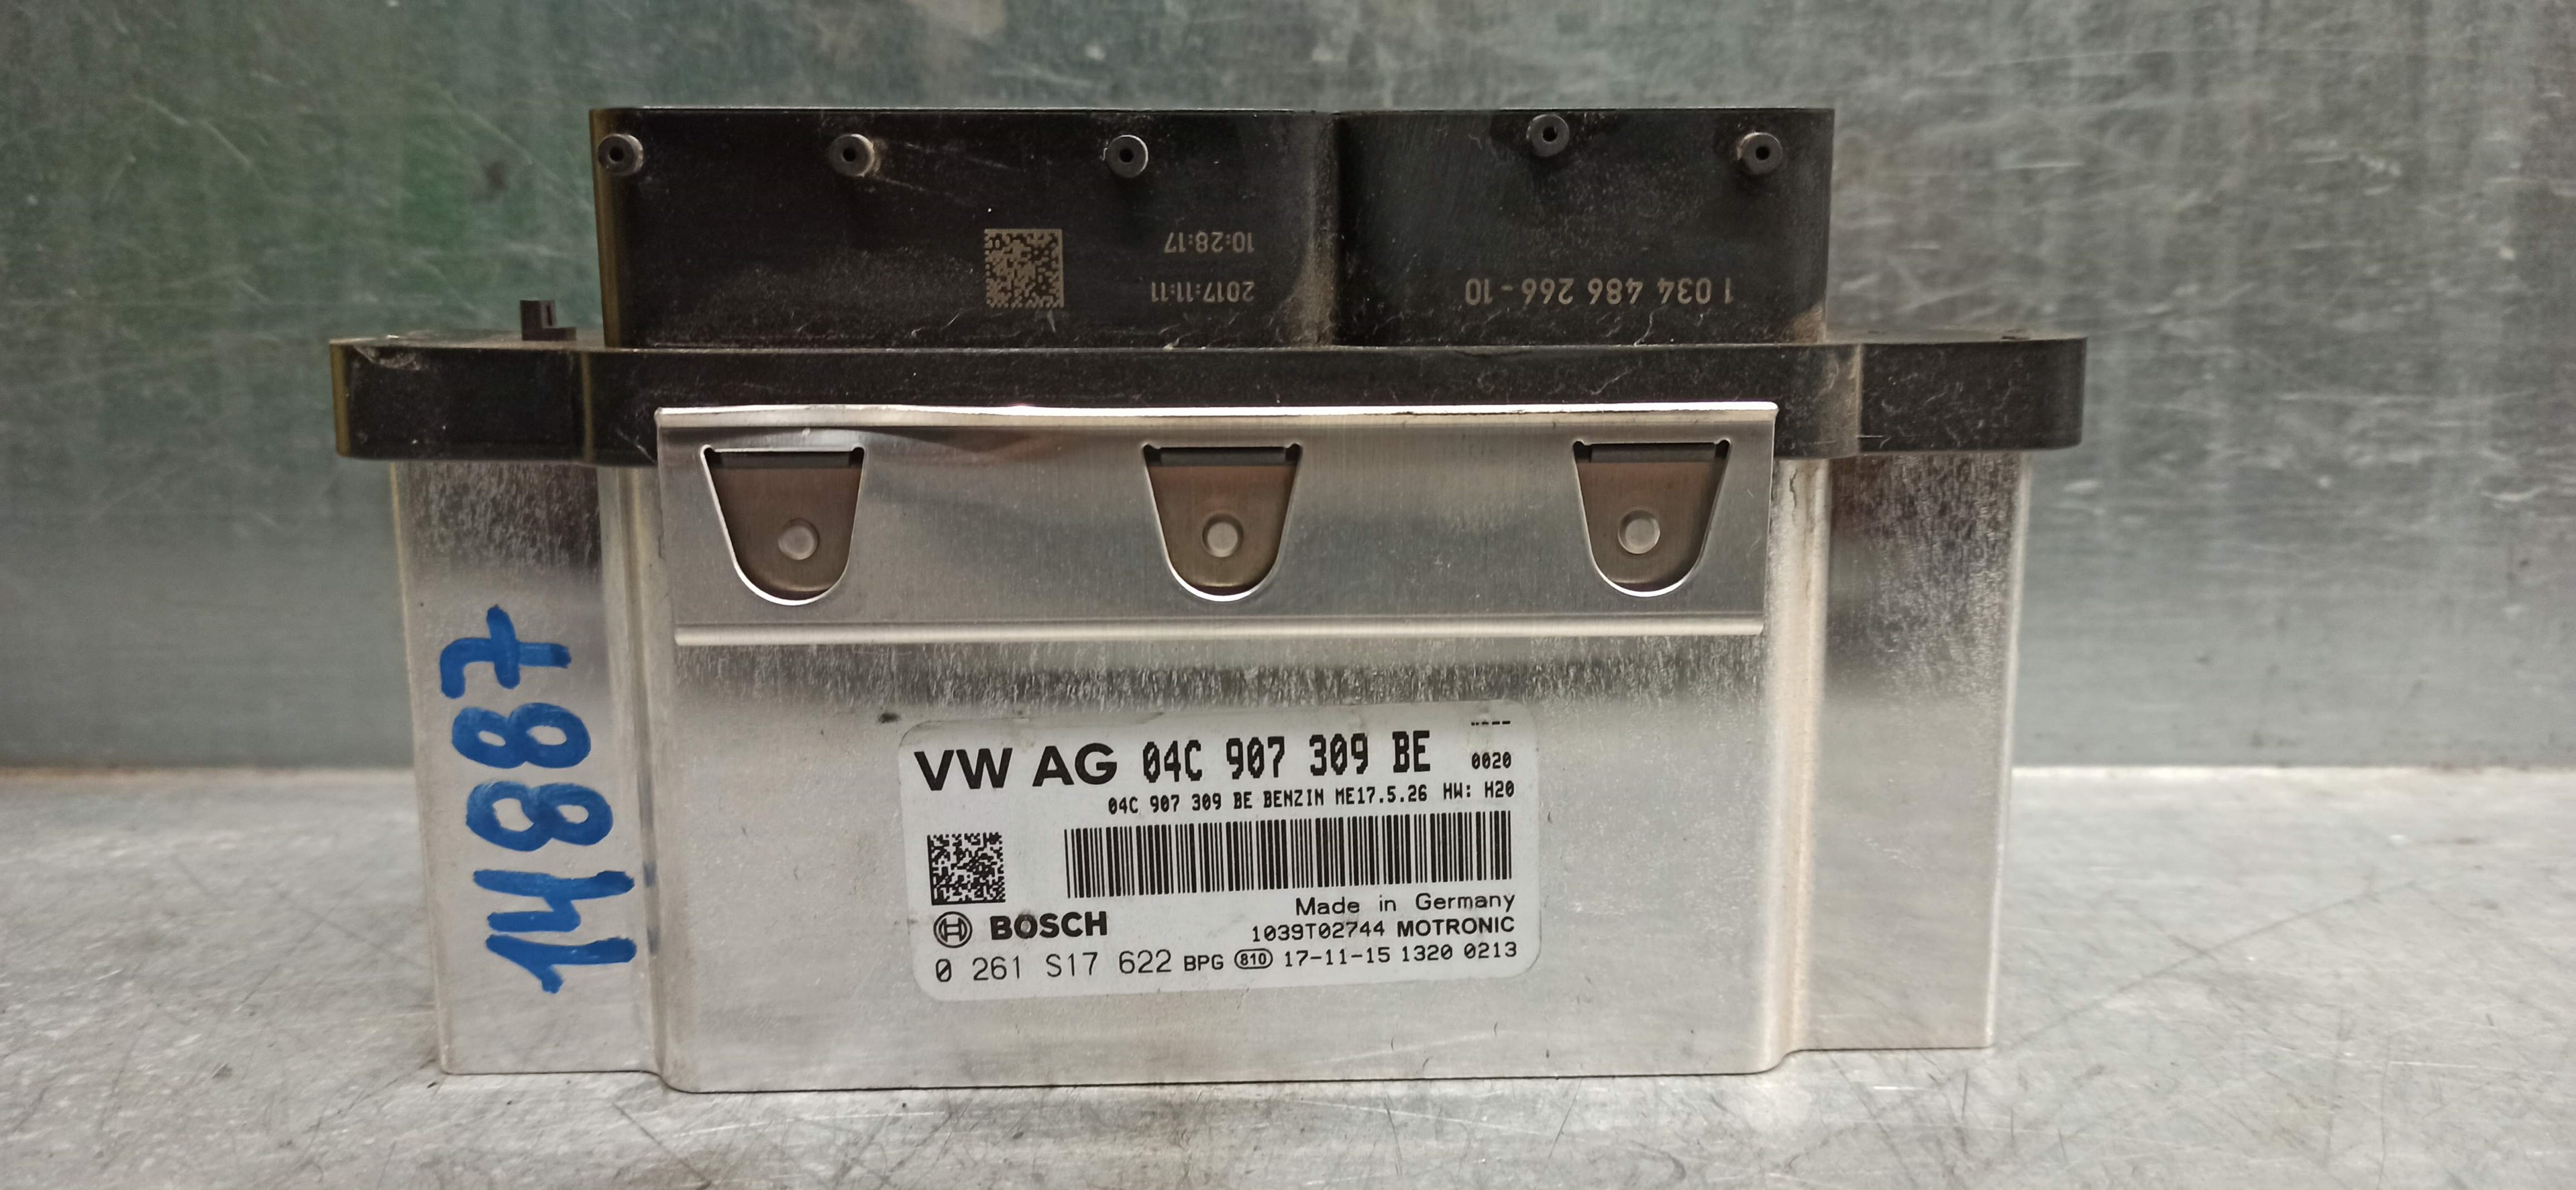 10:28:17
2017:11:11
1 034 486 266-10
14887
VW AG 04C 907 309 BE
0020
04C 907 309 BE BENZIN ME17.5.26 HW: H20
Made in Germany
BOSCH
1039T02744 MOTRONIC
0 261 S17 622 BPG 810 17-11-15 1320 0213